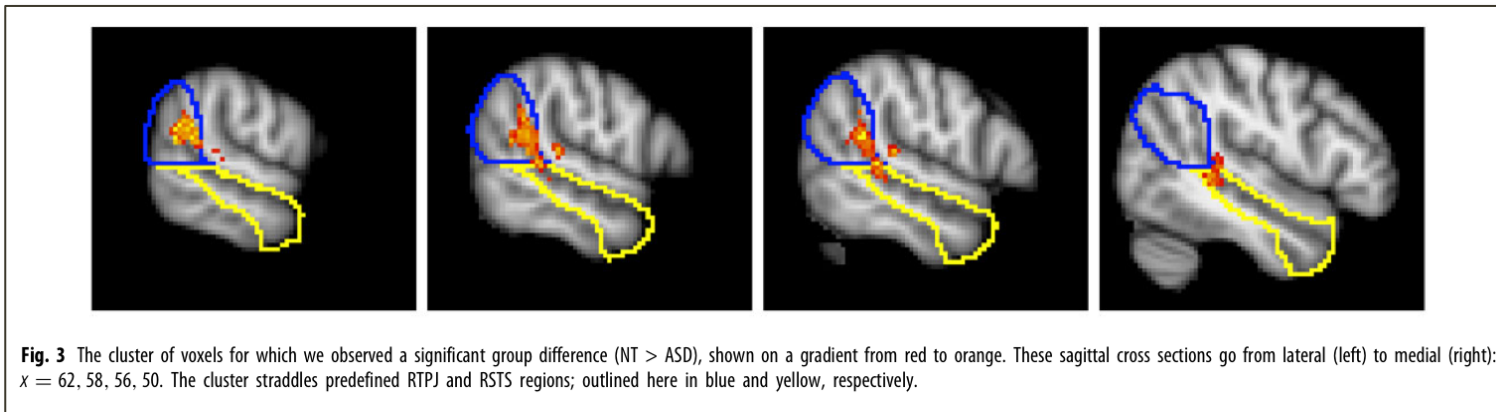 Fig. 3 The cluster of voxels for which we observed a significant group difference (NT > ASD), shown on a gradient from red to orange. These sagittal cross sections go from lateral (left) to medial (right):
x = 62, 58, 56, 50. The cluster straddles predefined RTPJ and RSTS regions; outlined here in blue and yellow, respectively.